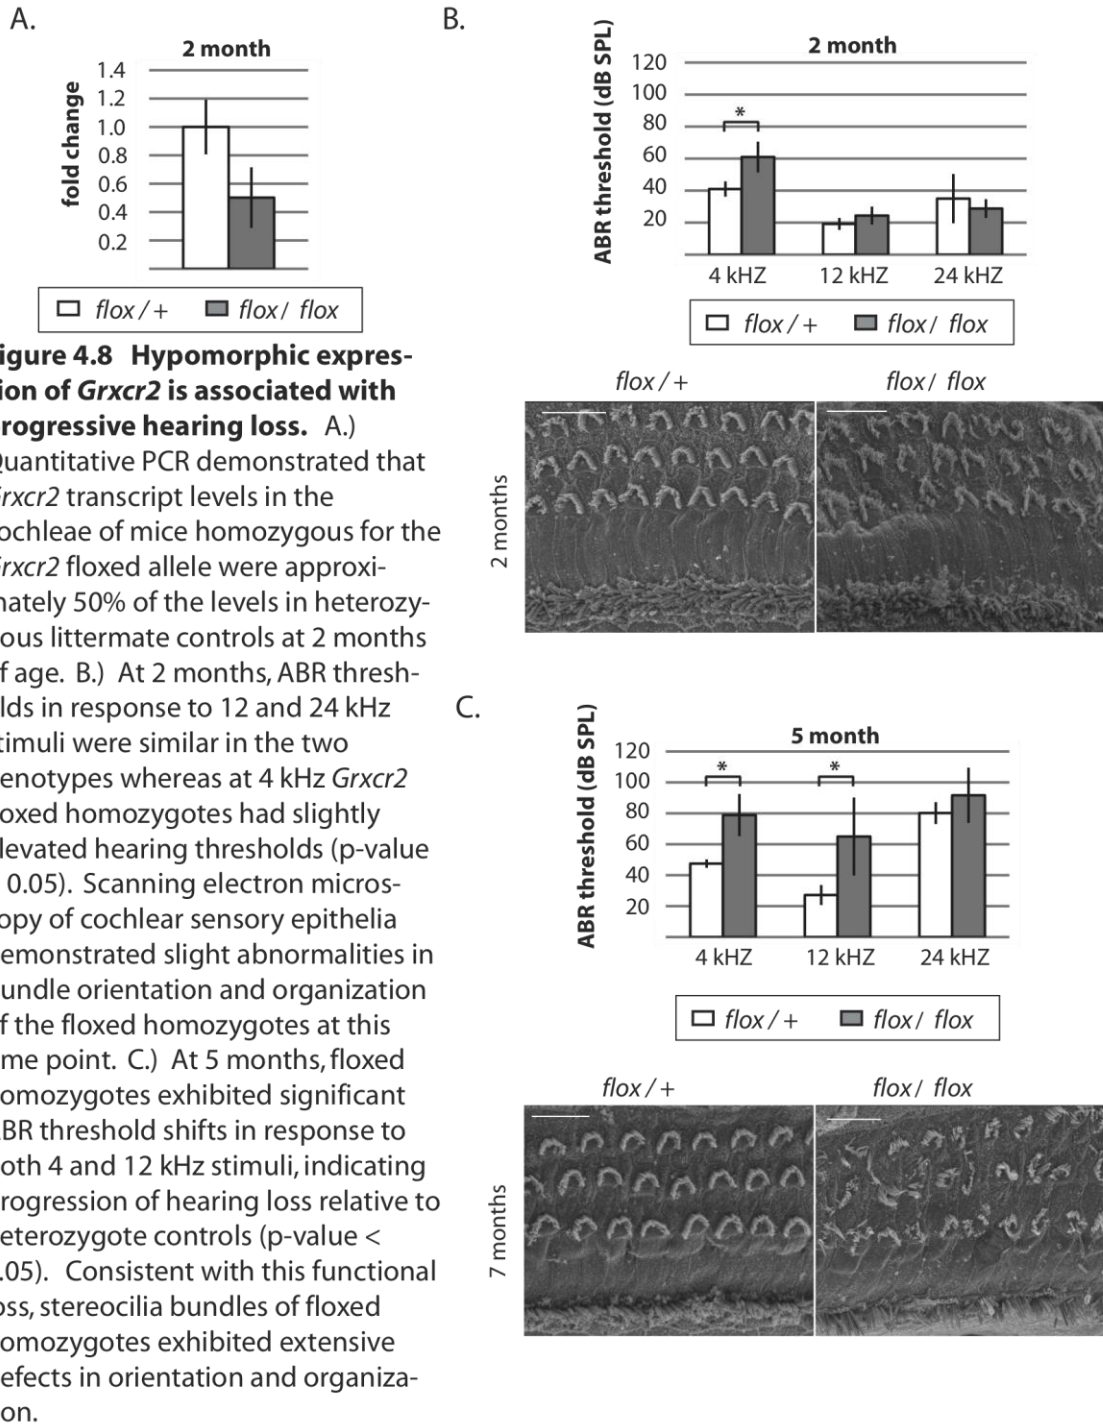 A.
2 month
fold change
1.4
1.2
1.0
0.8
0.6
0.4
0.2
flox / +
flox / flox
igure 4.8 Hypomorphic expres-
ion of Grxcr2 is associated with
rogressive hearing loss. A.)
uantitative PCR demonstrated that
rxcr2 transcript levels in the
ochleae of mice homozygous for the
rxcr2 floxed allele were approxi-
nately 50% of the levels in heterozy-
ous littermate controls at 2 months
f age. B.) At 2 months, ABR thresh-
lds in response to 12 and 24 kHz
timuli were similar in the two
enotypes whereas at 4 kHz Grxcr2
oxed homozygotes had slightly
levated hearing thresholds (p-value
0.05). Scanning electron micros-
opy of cochlear sensory epithelia
emonstrated slight abnormalities in
undle orientation and organization
f the floxed homozygotes at this
me point. C.) At 5 months, floxed
omozygotes exhibited significant
BR threshold shifts in response to
oth 4 and 12 kHz stimuli, indicating
rogression of hearing loss relative to
eterozygote controls (p-value <
.05). Consistent with this functional
oss, stereocilia bundles of floxed
omozygotes exhibited extensive
efects in orientation and organiza-
on.
B.
2 month
ABR threshold (dB SPL)
120
100
80
60
40
20
*
4 kHZ 12 kHZ 24 kHZ
flox / +
flox / flox
flox / + flox / flox
2 months
C.
5 month
ABR threshold (dB SPL)
120
100
80
60
40
20
* *
4 kHZ 12 kHZ 24 kHZ
flox / +
flox / flox
flox / + flox / flox
7 months